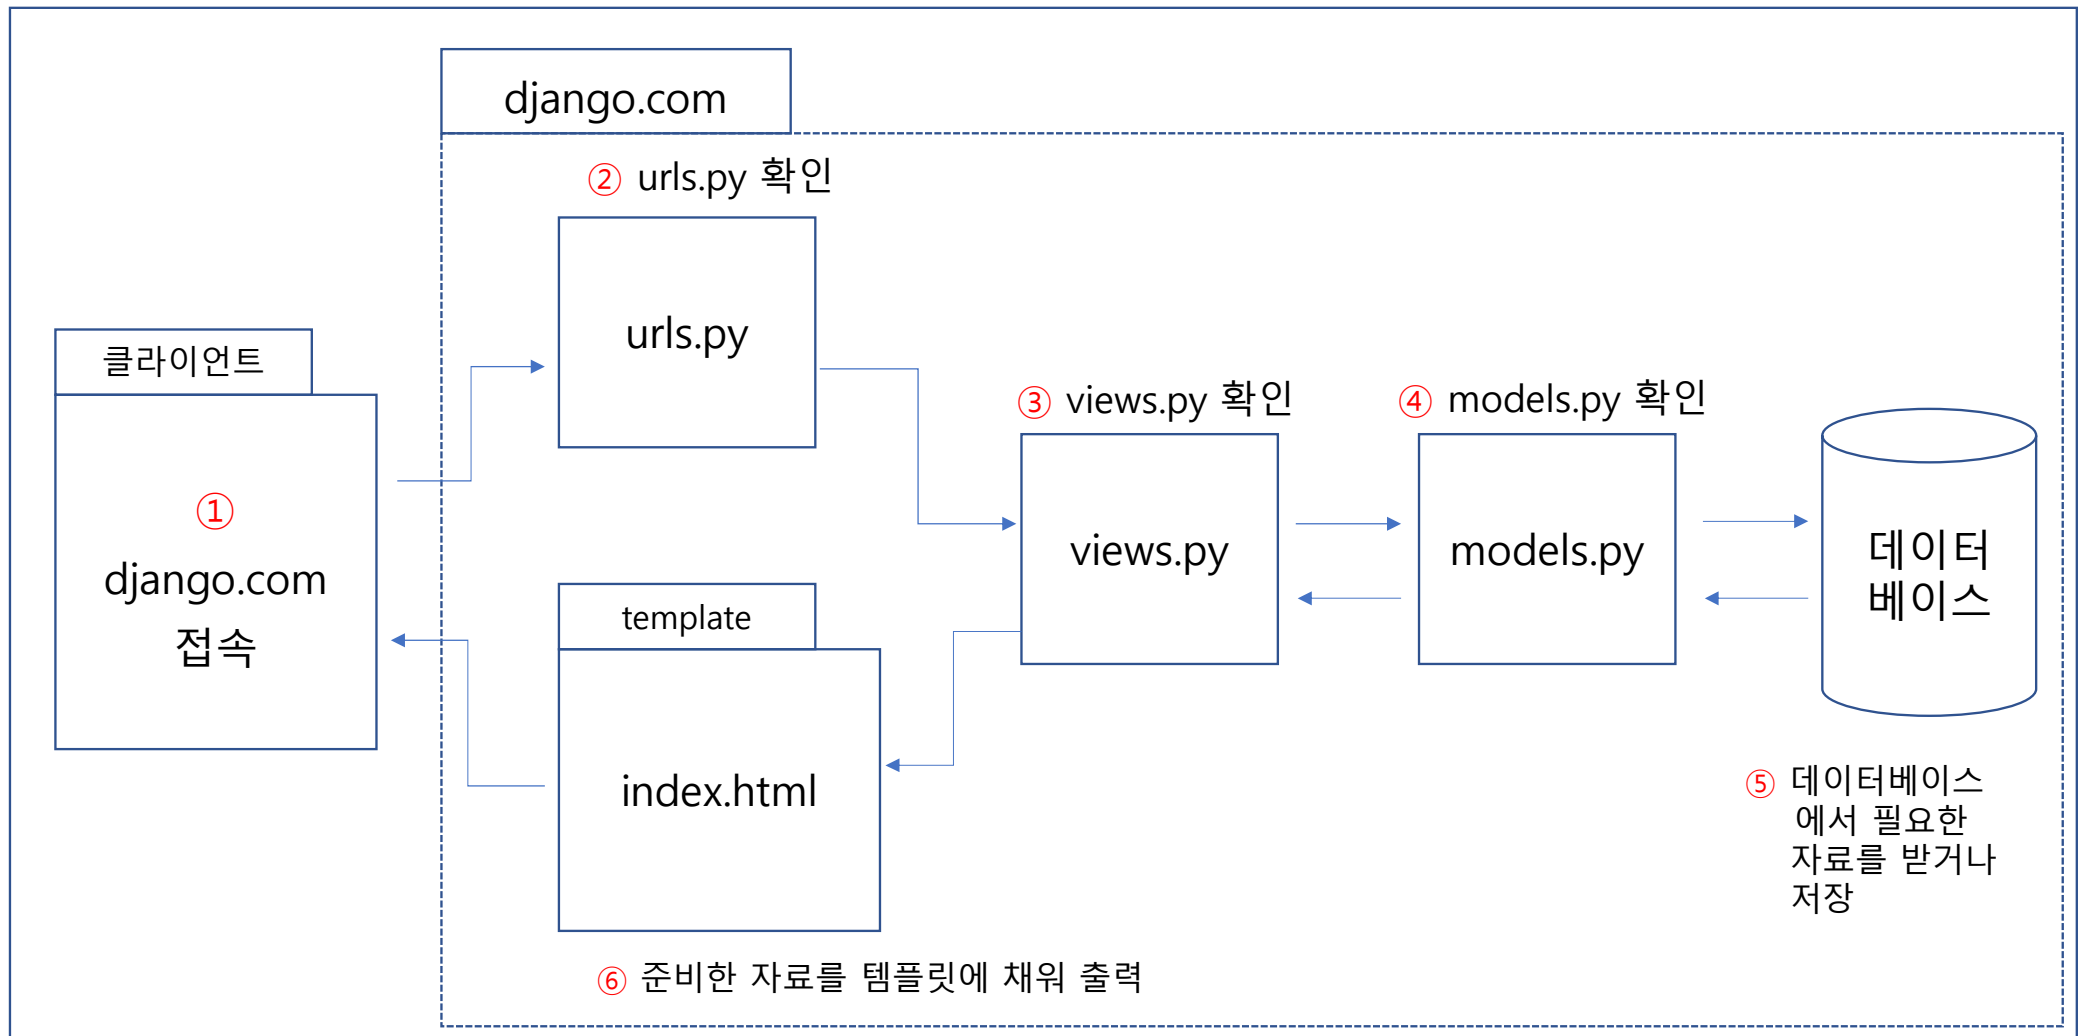 django.com
② urls.py 확인
urls.py
클라이언트
①
django.com
접속
③ views.py 확인
views.py
④ models.py 확인
models.py
데이터
베이스
⑤ 데이터베이스
에서 필요한
자료를 받거나
저장
template
index.html
⑥ 준비한 자료를 템플릿에 채워 출력